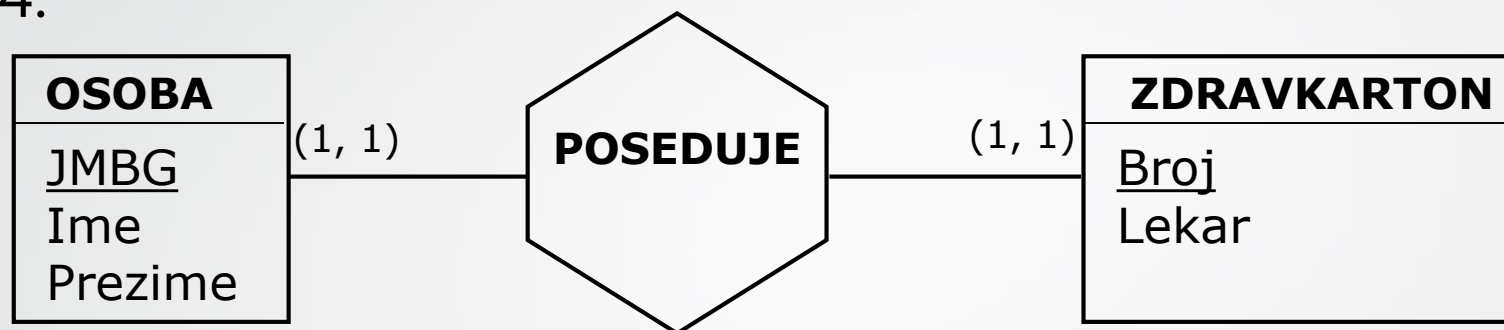 4.
OSOBA
JMBG
Ime
Prezime
(1, 1)
POSEDUJE
(1, 1)
ZDRAVKARTON
Broj
Lekar